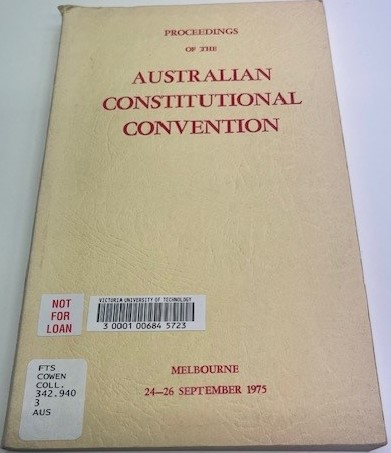 PROCEEDINGS
OF THE
AUSTRALIAN
CONSTITUTIONAL
CONVENTION
NOT
FOR
LOAN
VICTORIA UNIVERSITY OF TECHNOLOGY
3 0001 00684 5723
FTS
COWEN
COLL.
342.940
3
AUS
MELBOURNE
24—26 SEPTEMBER 1975